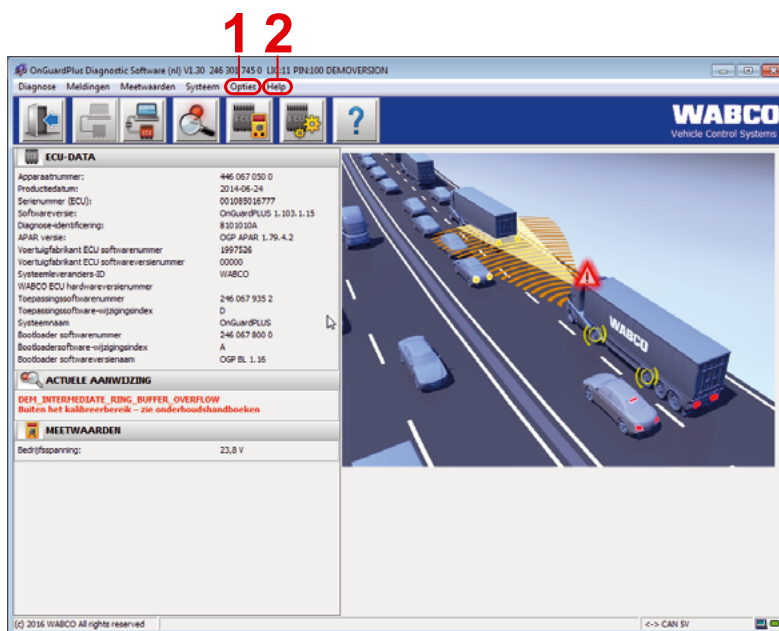 1 2
OnGuardPlus Diagnostic Software (nl) V1.30 246 301 745 0 LIC:11 PIN:100 DEMOVERSION
Diagnose Meldingen Meetwaarden Systeem Opties Help
WABCO
Vehicle Control Systems
ECU-DATA
Apparaatnummer: 446 067 050 0
Productiedatum: 2014-06-24
Serienummer (ECU): 001085016777
Softwareversie: OnGuardPLUS 1.103.1.15
Diagnose-identificering: 8101010A
APAR versie: OGP APAR 1.79.4.2
Voertuigfabrikant ECU softwarenummer 1997526
Voertuigfabrikant ECU softwareversienummer 00000
Systeemleveranciers-ID WABCO
WABCO ECU hardwareversienummer
Toepassingssoftwarenummer 246 067 935 2
Toepassingssoftware-wijzigingsindex D
Systeemnaam OnGuardPLUS
Bootloader softwarenummer 246 067 800 0
Bootloadersoftware-wijzigingsindex A
Bootloader softwareversienaam OGP BL 1.16
ACTUELE AANWIJZING
DEM_INTERMEDIATE_RING_BUFFER_OVERFLOW
Buiten het kalibreerbereik – zie onderhoudshandboeken
MEETWAARDEN
Bedrijfsspanning: 23,8 V
WABCO
(c) 2016 WABCO All rights reserved <-> CAN 5V